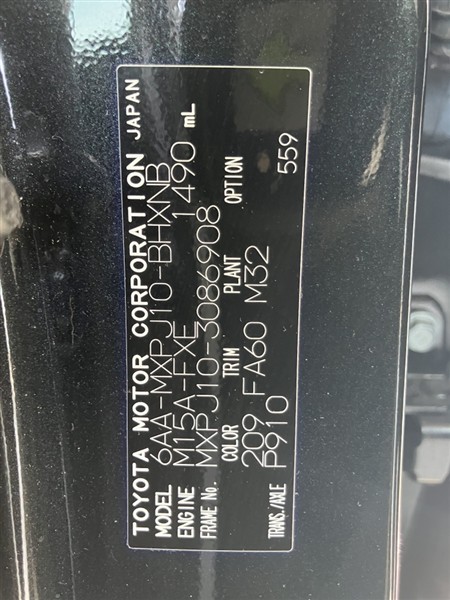 TOYOTA MOTOR CORPORATION JAPAN
MODEL 6AA-MXPJ10-BHXNB
ENGINE M15A-FXE 1490 mL
FRAME No. MXPJ10-3086908
COLOR TRIM PLANT OPTION
209 FA60 M32
TRANS./AXLE P910 559